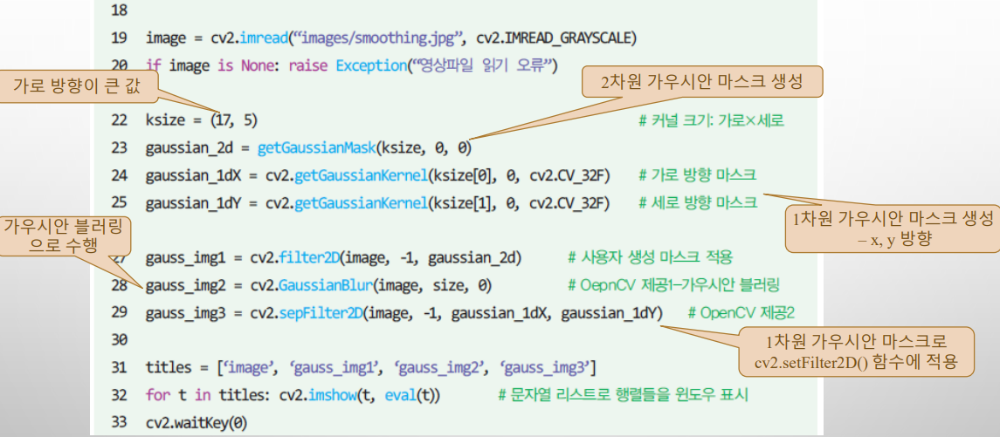 18
19 image = cv2.imread(“images/smoothing.jpg”, cv2.IMREAD_GRAYSCALE)
20 if image is None: raise Exception(“영상파일 읽기 오류”)
가로 방향이 큰 값
2차원 가우시안 마스크 생성
22 ksize = (17, 5) # 커널 크기: 가로×세로
23 gaussian_2d = getGaussianMask(ksize, 0, 0)
24 gaussian_1dX = cv2.getGaussianKernel(ksize[0], 0, cv2.CV_32F) # 가로 방향 마스크
25 gaussian_1dY = cv2.getGaussianKernel(ksize[1], 0, cv2.CV_32F) # 세로 방향 마스크
1차원 가우시안 마스크 생성
– x, y 방향
가우시안 블러링
으로 수행
27 gauss_img1 = cv2.filter2D(image, -1, gaussian_2d) # 사용자 생성 마스크 적용
28 gauss_img2 = cv2.GaussianBlur(image, size, 0) # OepnCV 제공1-가우시안 블러링
29 gauss_img3 = cv2.sepFilter2D(image, -1, gaussian_1dX, gaussian_1dY) # OpenCV 제공2
30
1차원 가우시안 마스크로
cv2.setFilter2D() 함수에 적용
31 titles = [‘image’, ‘gauss_img1’, ‘gauss_img2’, ‘gauss_img3’]
32 for t in titles: cv2.imshow(t, eval(t)) # 문자열 리스트로 행렬들을 윈도우 표시
33 cv2.waitKey(0)